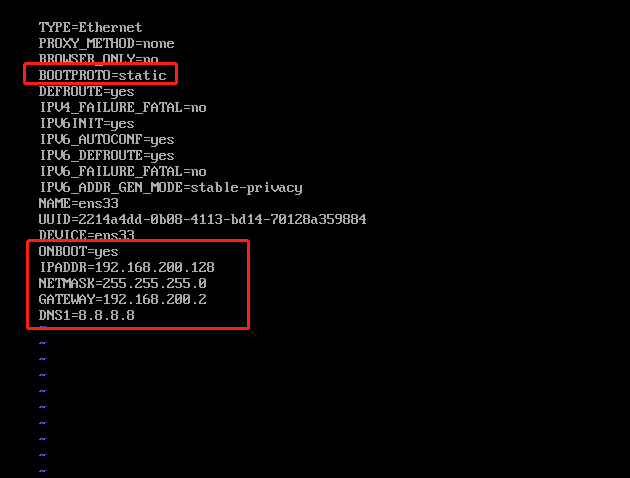 TYPE=Ethernet
PROXY_METHOD=none
BROWSER_ONLY=no
BOOTPROTO=static
DEFROUTE=yes
IPV4_FAILURE_FATAL=no
IPV6INIT=yes
IPV6_AUTOCONF=yes
IPV6_DEFROUTE=yes
IPV6_FAILURE_FATAL=no
IPV6_ADDR_GEN_MODE=stable-privacy
NAME=ens33
UUID=2214a4dd-0b08-4113-bd14-70128a359884
DEVICE=ens33
ONBOOT=yes
IPADDR=192.168.200.128
NETMASK=255.255.255.0
GATEWAY=192.168.200.2
DNS1=8.8.8.8
~
~
~
~
~
~
~
~
~
~